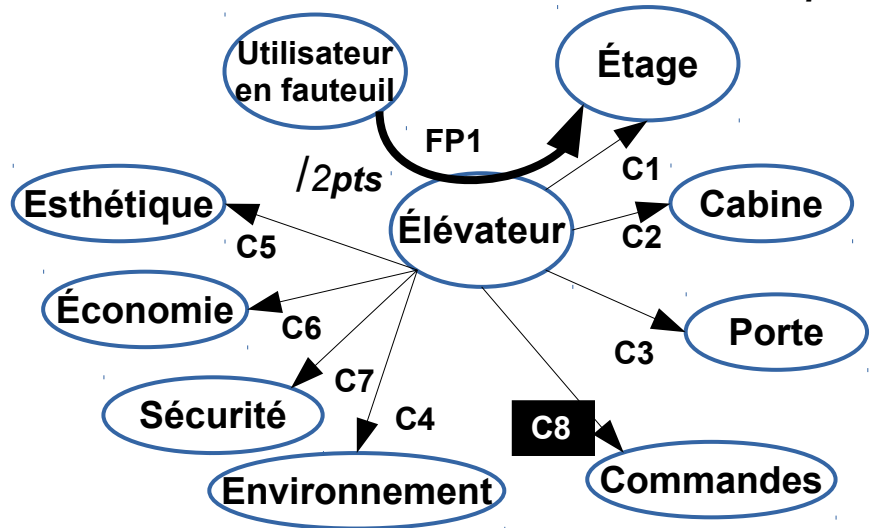 Utilisateur
en fauteuil
Étage
FP1
/2pts
C1
Esthétique
Cabine
Élévateur
C2
C5
Économie
Porte
C6
C3
C7
Sécurité
C4
C8
Environnement
Commandes